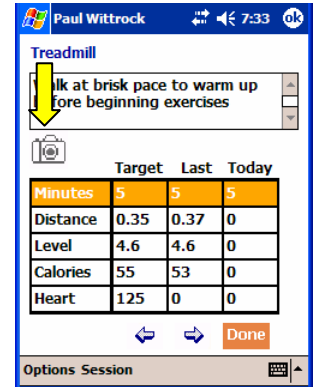 Paul Wittrock 7:33 ok
Treadmill
alk at brisk pace to warm up
fore beginning exercises
Target Last Today
Minutes 5 5 5
Distance 0.35 0.37 0
Level 4.6 4.6 0
Calories 55 53 0
Heart 125 0 0
Done
Options Session